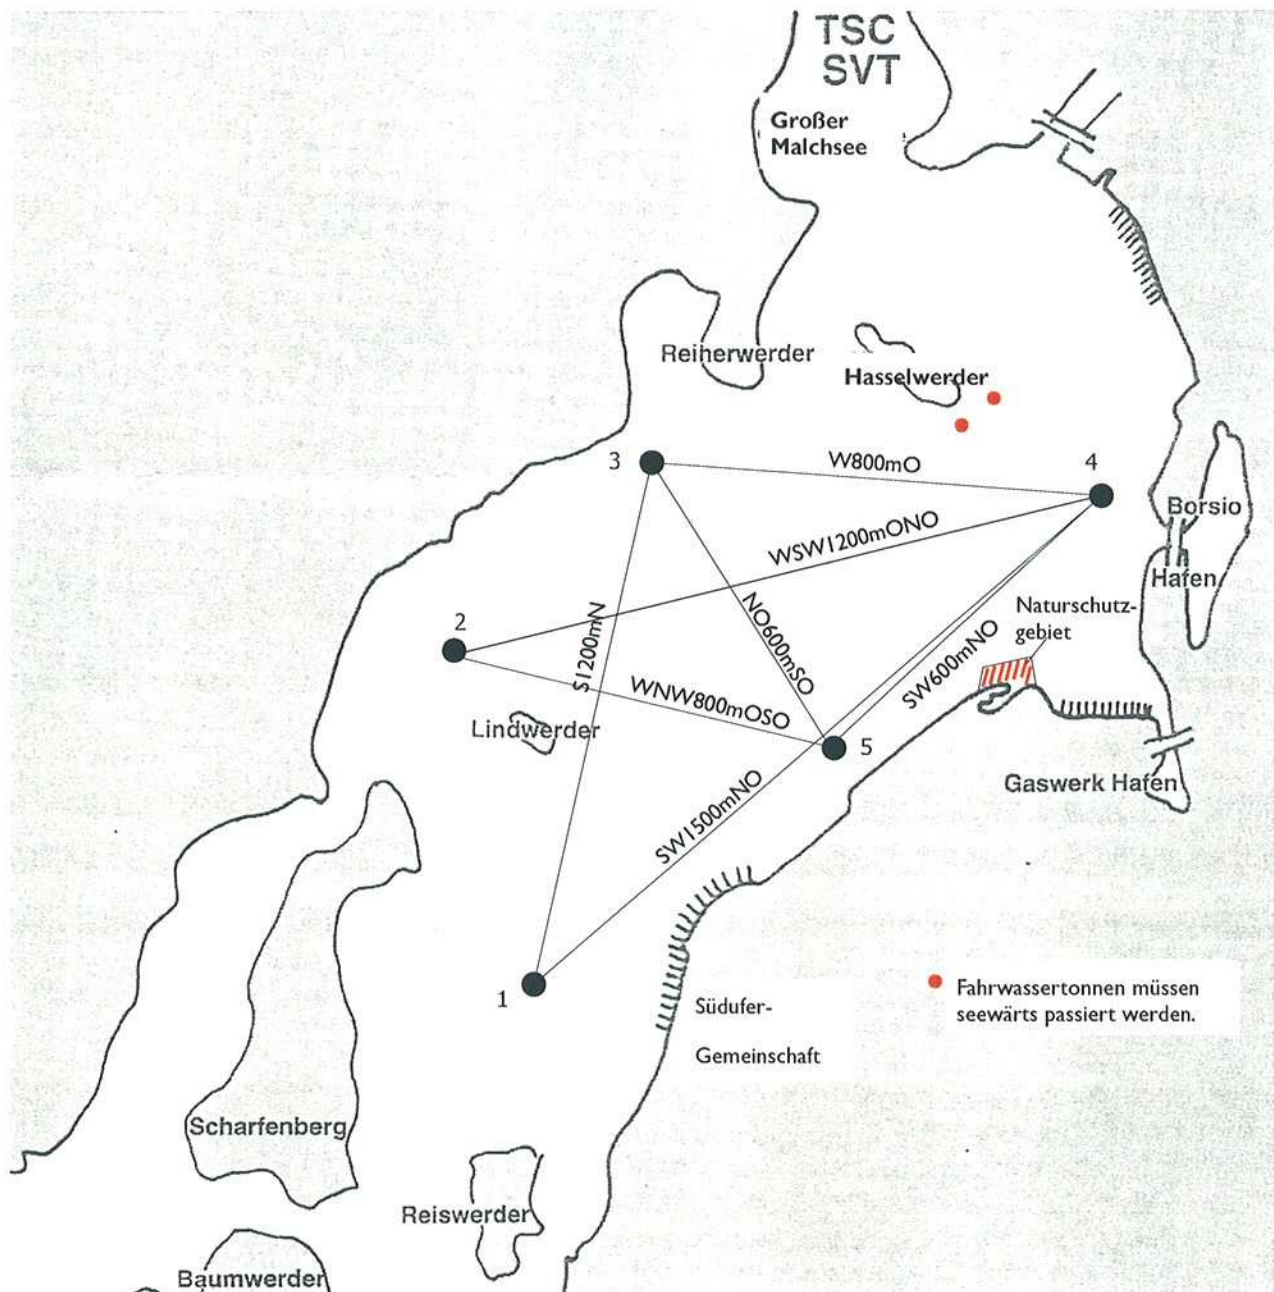 TSC
SVT
Großer
Malchsee
Reiherwerder
Hasselwerder
3
W800mO
4
Borsio
WSW1200mONO
Hafen
NO600mSO
Naturschutz-
gebiet
2
S1200mN
SW600mNO
WNW800mOSO
Lindwerder
5
Gaswerk Hafen
SW1500mNO
1
Fahrwassertonnen müssen
seewärts passiert werden.
Südufer-
Gemeinschaft
Scharfenberg
Reiswerder
Baumwerder